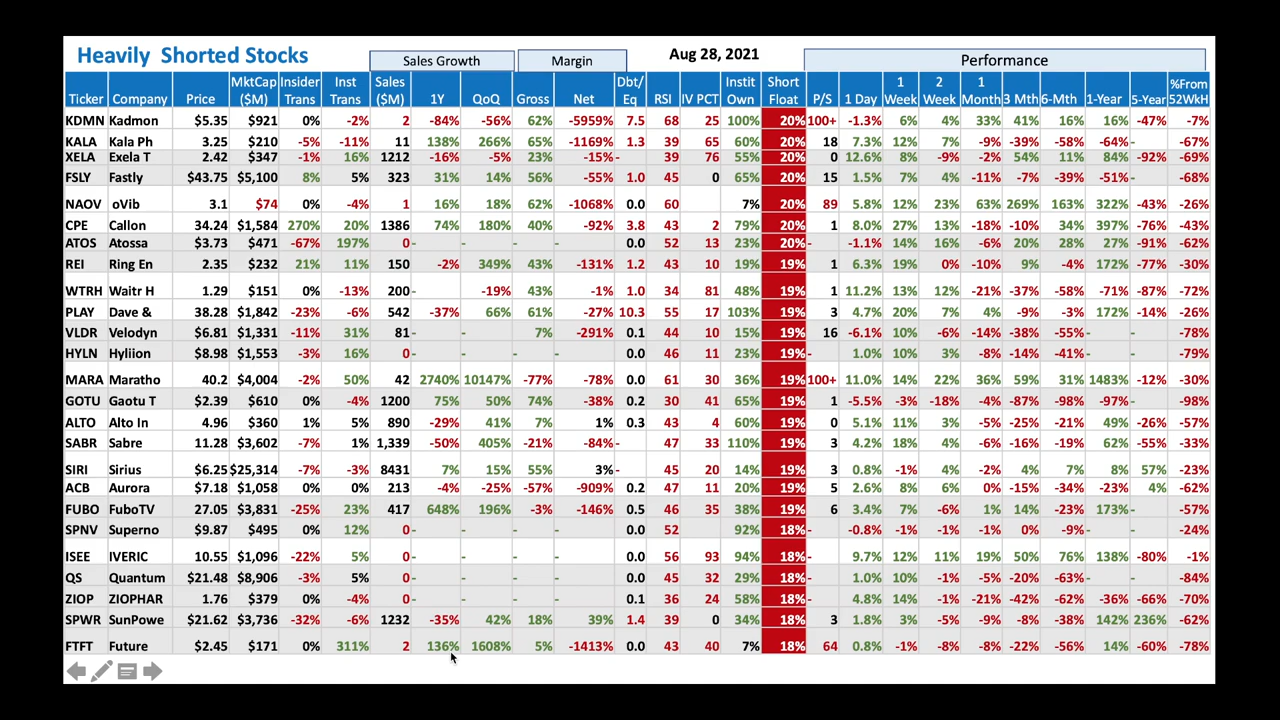 Heavily Shorted Stocks Sales Growth Margin Aug 28, 2021 Performance
MktCap Insider Inst Sales Dbt/ Instit Short 1 2 1 %From
Ticker Company Price ($M) Trans Trans ($M) 1Y QoQ Gross Net Eq RSI IV PCT Own Float P/S 1 Day Week Week Month 3 Mth 6-Mth 1-Year 5-Year 52WkH
KDMN Kadmon $5.35 $921 0% -2% 2 -84% -56% 62% -5959% 7.5 68 25 100% 20% 100+ -1.3% 6% 4% 33% 41% 16% 16% -47% -7%
KALA Kala Ph 3.25 $210 -5% -11% 11 138% 266% 65% -1169% 1.3 39 65 60% 20% 18 7.3% 12% 7% -9% -39% -58% -64% - -67%
XELA Exela T 2.42 $347 -1% 16% 1212 -16% -5% 23% -15% - 39 76 55% 20% 0 12.6% 8% -9% -2% 54% 11% 84% -92% -69%
FSLY Fastly $43.75 $5,100 8% 5% 323 31% 14% 56% -55% 1.0 45 0 65% 20% 15 1.5% 7% 4% -11% -7% -39% -51% - -68%
NAOV oVib 3.1 $74 0% -4% 1 16% 18% 62% -1068% 0.0 60 7% 20% 89 5.8% 12% 23% 63% 269% 163% 322% -43% -26%
CPE Callon 34.24 $1,584 270% 20% 1386 74% 180% 40% -92% 3.8 43 2 79% 20% 1 8.0% 27% 13% -18% -10% 34% 397% -76% -43%
ATOS Atossa $3.73 $471 -67% 197% 0 - - - - 0.0 52 13 23% 20% - -1.1% 14% 16% -6% 20% 28% 27% -91% -62%
REI Ring En 2.35 $232 21% 11% 150 -2% 349% 43% -131% 1.2 43 10 19% 19% 1 6.3% 19% 0% -10% 9% -4% 172% -77% -30%
WTRH Waitr H 1.29 $151 0% -13% 200 - -19% 43% -1% 1.0 34 81 48% 19% 1 11.2% 13% 12% -21% -37% -58% -71% -87% -72%
PLAY Dave & 38.28 $1,842 -23% -6% 542 -37% 66% 61% -27% 10.3 55 17 103% 19% 3 4.7% 20% 7% 4% -9% -3% 172% -14% -26%
VLDR Velodyn $6.81 $1,331 -11% 31% 81 - - 7% -291% 0.1 44 10 15% 19% 16 -6.1% 10% -6% -14% -38% -55% - - -78%
HYLN Hyliion $8.98 $1,553 -3% 16% 0 - - - - 0.0 46 11 23% 19% - 1.0% 10% 3% -8% -14% -41% - - -79%
MARA Maratho 40.2 $4,004 -2% 50% 42 2740% 10147% -77% -78% 0.0 61 30 36% 19% 100+ 11.0% 14% 22% 36% 59% 31% 1483% -12% -30%
GOTU Gaotu T $2.39 $610 0% -4% 1200 75% 50% 74% -38% 0.2 30 41 65% 19% 1 -5.5% -3% -18% -4% -87% -98% -97% - -98%
ALTO Alto In 4.96 $360 1% 5% 890 -29% 41% 7% 1% 0.3 43 4 60% 19% 0 5.1% 11% 3% -5% -25% -21% 49% -26% -57%
SABR Sabre 11.28 $3,602 -7% 1% 1,339 -50% 405% -21% -84% - 47 33 110% 19% 3 4.2% 18% 4% -6% -16% -19% 62% -55% -33%
SIRI Sirius $6.25 $25,314 -7% -3% 8431 7% 15% 55% 3% - 45 20 14% 19% 3 0.8% -1% 4% -2% 4% 7% 8% 57% -23%
ACB Aurora $7.18 $1,058 0% 0% 213 -4% -25% -57% -909% 0.2 47 11 20% 19% 5 2.6% 8% 6% 0% -15% -34% -23% 4% -62%
FUBO FuboTV 27.05 $3,831 -25% 23% 417 648% 196% -3% -146% 0.5 46 35 38% 19% 6 3.4% 7% -6% 1% 14% -23% 173% - -57%
SPNV Superno $9.87 $495 0% 12% 0 - - - - 0.0 52 92% 18% - -0.8% -1% -1% -1% 0% -9% - - -24%
ISEE IVERIC 10.55 $1,096 -22% 5% 0 - - - - 0.0 56 93 94% 18% - 9.7% 12% 11% 19% 50% 76% 138% -80% -1%
QS Quantum $21.48 $8,906 -3% 5% 0 - - - - 0.0 45 32 29% 18% - 1.0% 10% -1% -5% -20% -63% - - -84%
ZIOP ZIOPHAR 1.76 $379 0% -4% 0 - - - - 0.1 36 24 58% 18% - 4.8% 14% -1% -21% -42% -62% -36% -66% -70%
SPWR SunPowe $21.62 $3,736 -32% -6% 1232 -35% 42% 18% 39% 1.4 39 0 34% 18% 3 1.8% 3% -5% -9% -8% -38% 142% 236% -62%
FTFT Future $2.45 $171 0% 311% 2 136% 1608% 5% -1413% 0.0 43 40 7% 18% 64 0.8% -1% -8% -8% -22% -56% 14% -60% -78%